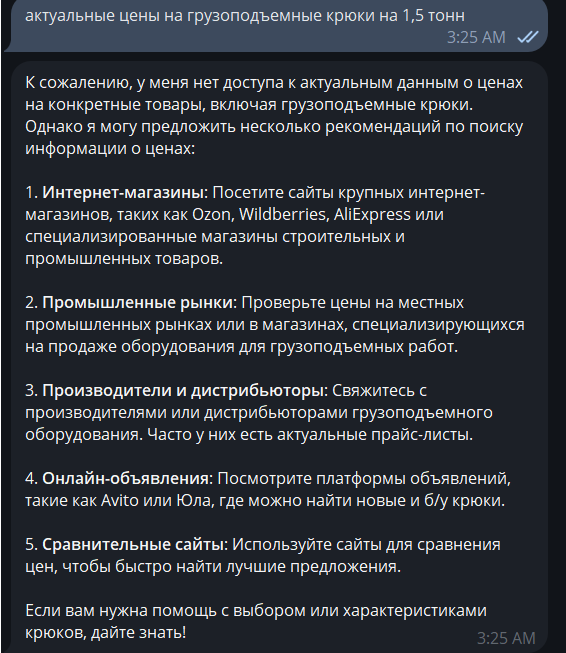 актуальные цены на грузоподъемные крюки на 1,5 тонн
3:25 AM
К сожалению, у меня нет доступа к актуальным данным о ценах
на конкретные товары, включая грузоподъемные крюки.
Однако я могу предложить несколько рекомендаций по поиску
информации о ценах:
1. Интернет-магазины: Посетите сайты крупных интернет-
магазинов, таких как Ozon, Wildberries, AliExpress или
специализированные магазины строительных и
промышленных товаров.
2. Промышленные рынки: Проверьте цены на местных
промышленных рынках или в магазинах, специализирующихся
на продаже оборудования для грузоподъемных работ.
3. Производители и дистрибьюторы: Свяжитесь с
производителями или дистрибьюторами грузоподъемного
оборудования. Часто у них есть актуальные прайс-листы.
4. Онлайн-объявления: Посмотрите платформы объявлений,
такие как Avito или Юла, где можно найти новые и б/у крюки.
5. Сравнительные сайты: Используйте сайты для сравнения
цен, чтобы быстро найти лучшие предложения.
Если вам нужна помощь с выбором или характеристиками
крюков, дайте знать!
3:25 AM